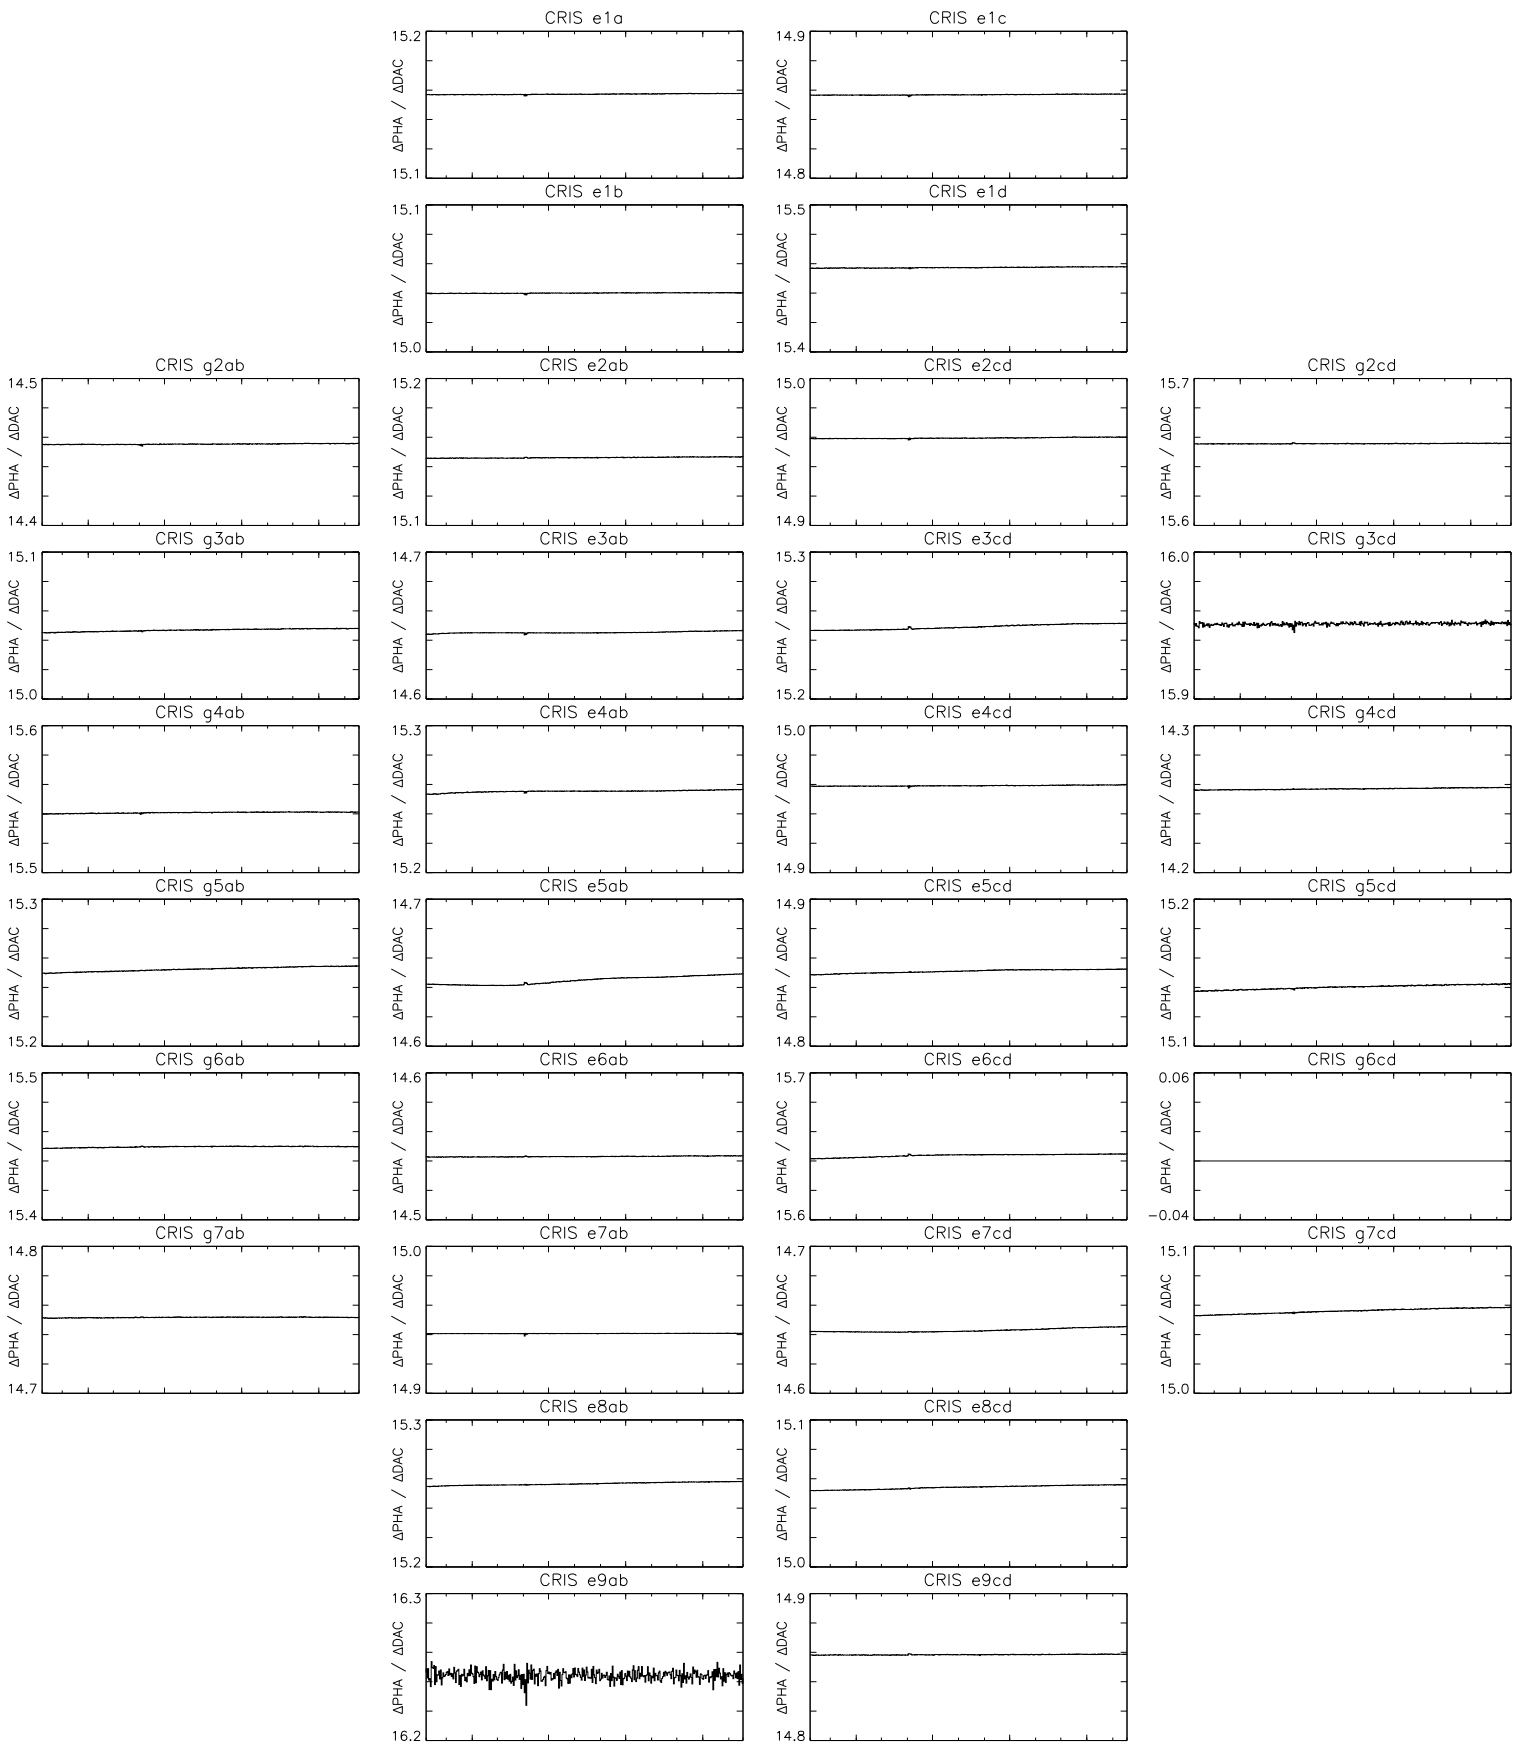 CRIS e1a
15.2
ΔPHA / ΔDAC
15.1
CRIS e1c
14.9
ΔPHA / ΔDAC
14.8
CRIS e1b
15.1
ΔPHA / ΔDAC
15.0
CRIS e1d
15.5
ΔPHA / ΔDAC
15.4
CRIS g2ab
14.5
ΔPHA / ΔDAC
14.4
CRIS e2ab
15.2
ΔPHA / ΔDAC
15.1
CRIS e2cd
15.0
ΔPHA / ΔDAC
14.9
CRIS g2cd
15.7
ΔPHA / ΔDAC
15.6
CRIS g3ab
15.1
ΔPHA / ΔDAC
15.0
CRIS e3ab
14.7
ΔPHA / ΔDAC
14.6
CRIS e3cd
15.3
ΔPHA / ΔDAC
15.2
CRIS g3cd
16.0
ΔPHA / ΔDAC
15.9
CRIS g4ab
15.6
ΔPHA / ΔDAC
15.5
CRIS e4ab
15.3
ΔPHA / ΔDAC
15.2
CRIS e4cd
15.0
ΔPHA / ΔDAC
14.9
CRIS g4cd
14.3
ΔPHA / ΔDAC
14.2
CRIS g5ab
15.3
ΔPHA / ΔDAC
15.2
CRIS e5ab
14.7
ΔPHA / ΔDAC
14.6
CRIS e5cd
14.9
ΔPHA / ΔDAC
14.8
CRIS g5cd
15.2
ΔPHA / ΔDAC
15.1
CRIS g6ab
15.5
ΔPHA / ΔDAC
15.4
CRIS e6ab
14.6
ΔPHA / ΔDAC
14.5
CRIS e6cd
15.7
ΔPHA / ΔDAC
15.6
CRIS g6cd
0.06
ΔPHA / ΔDAC
−0.04
CRIS g7ab
14.8
ΔPHA / ΔDAC
14.7
CRIS e7ab
15.0
ΔPHA / ΔDAC
14.9
CRIS e7cd
14.7
ΔPHA / ΔDAC
14.6
CRIS g7cd
15.1
ΔPHA / ΔDAC
15.0
CRIS e8ab
15.3
ΔPHA / ΔDAC
15.2
CRIS e8cd
15.1
ΔPHA / ΔDAC
15.0
CRIS e9ab
16.3
ΔPHA / ΔDAC
16.2
CRIS e9cd
14.9
ΔPHA / ΔDAC
14.8